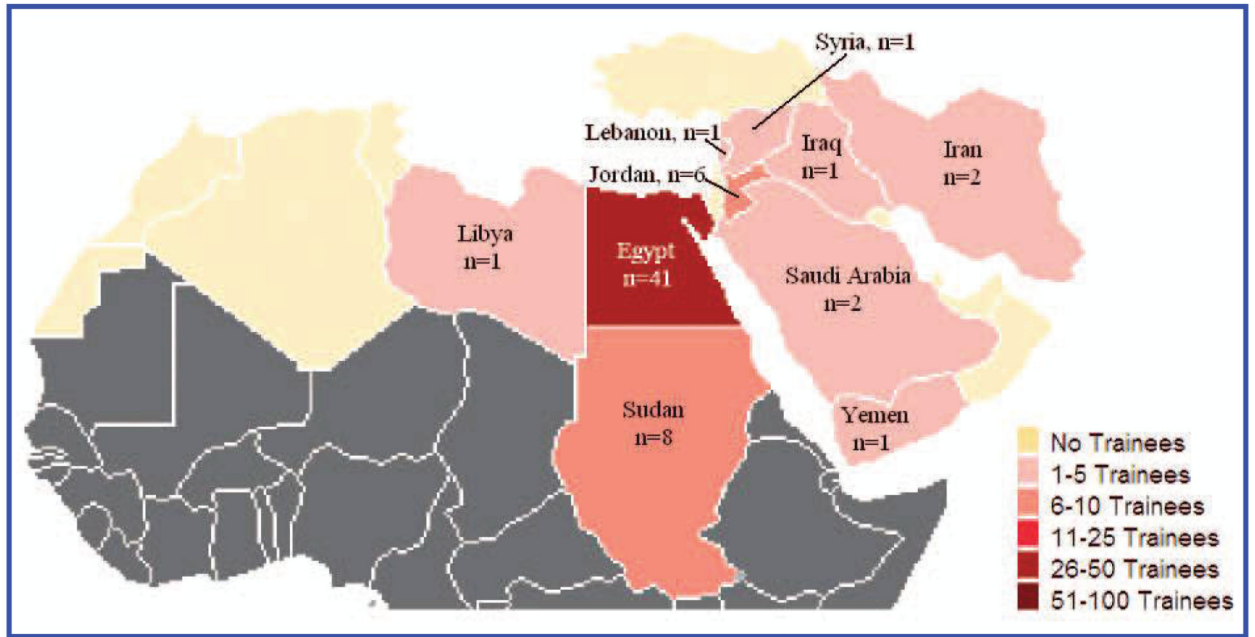 Syria, n=1
Lebanon, n=1
Iraq
n=1
Iran
n=2
Jordan, n=6
Libya
n=1
Egypt
n=41
Saudi Arabia
n=2
Sudan
n=8
Yemen
n=1
No Trainees
1-5 Trainees
6-10 Trainees
11-25 Trainees
26-50 Trainees
51-100 Trainees